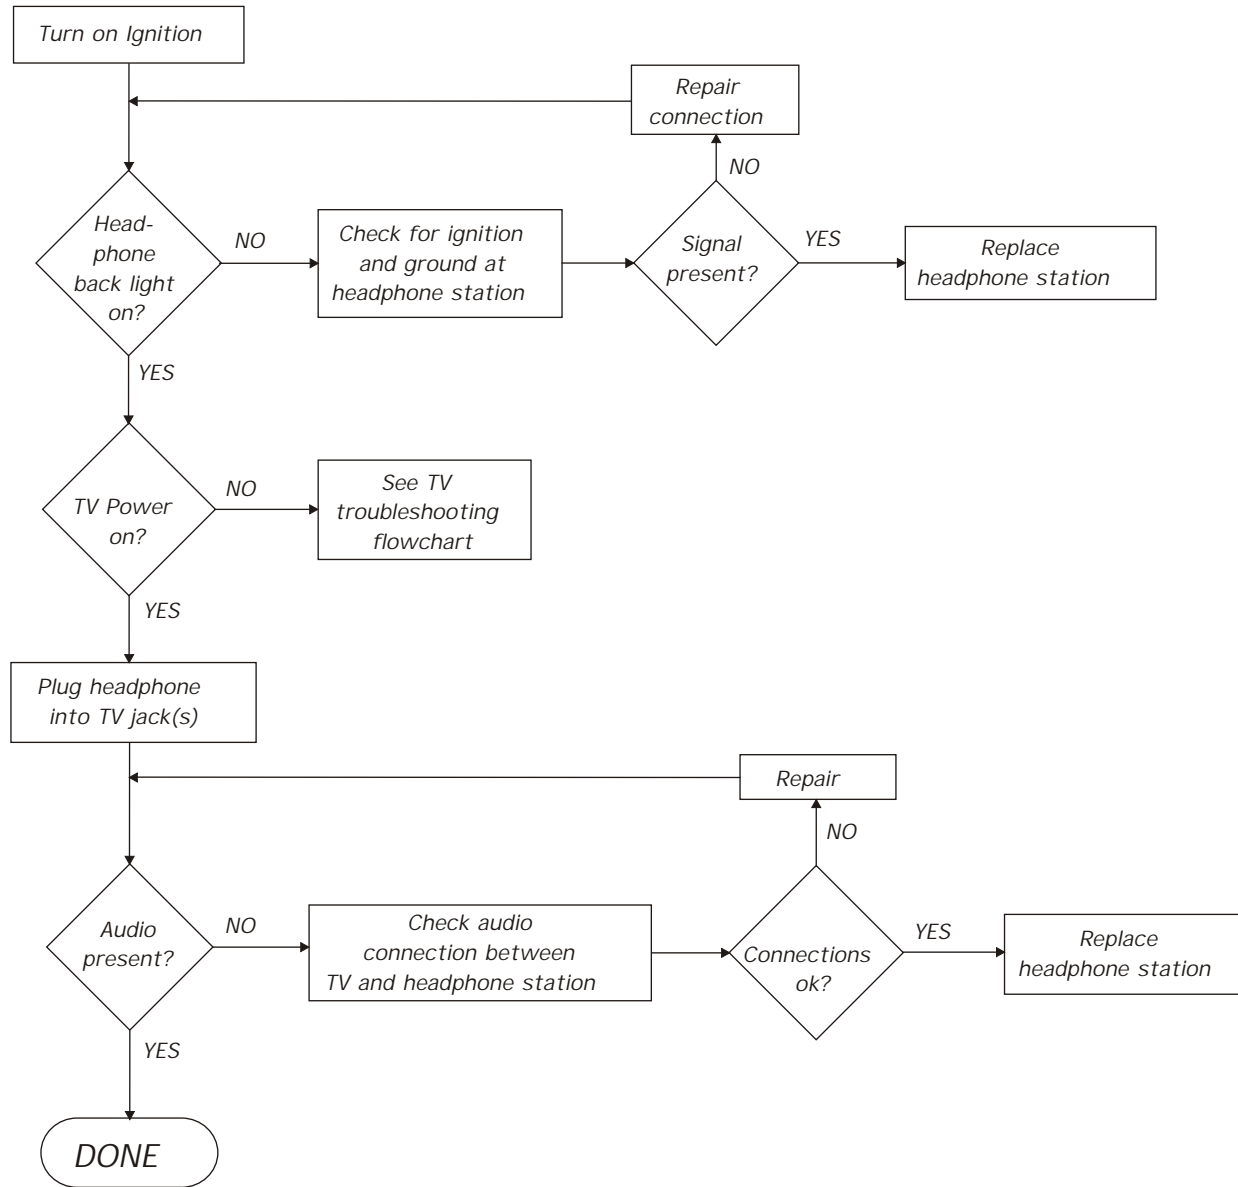 Turn on Ignition
Repair
connection
NO
Head-
phone
back light
on?
NO
Check for ignition
and ground at
headphone station
Signal
present?
YES
Replace
headphone station
YES
TV Power
on?
NO
See TV
troubleshooting
flowchart
YES
Plug headphone
into TV jack(s)
Repair
NO
Audio
present?
NO
Check audio
connection between
TV and headphone station
Connections
ok?
YES
Replace
headphone station
YES
DONE